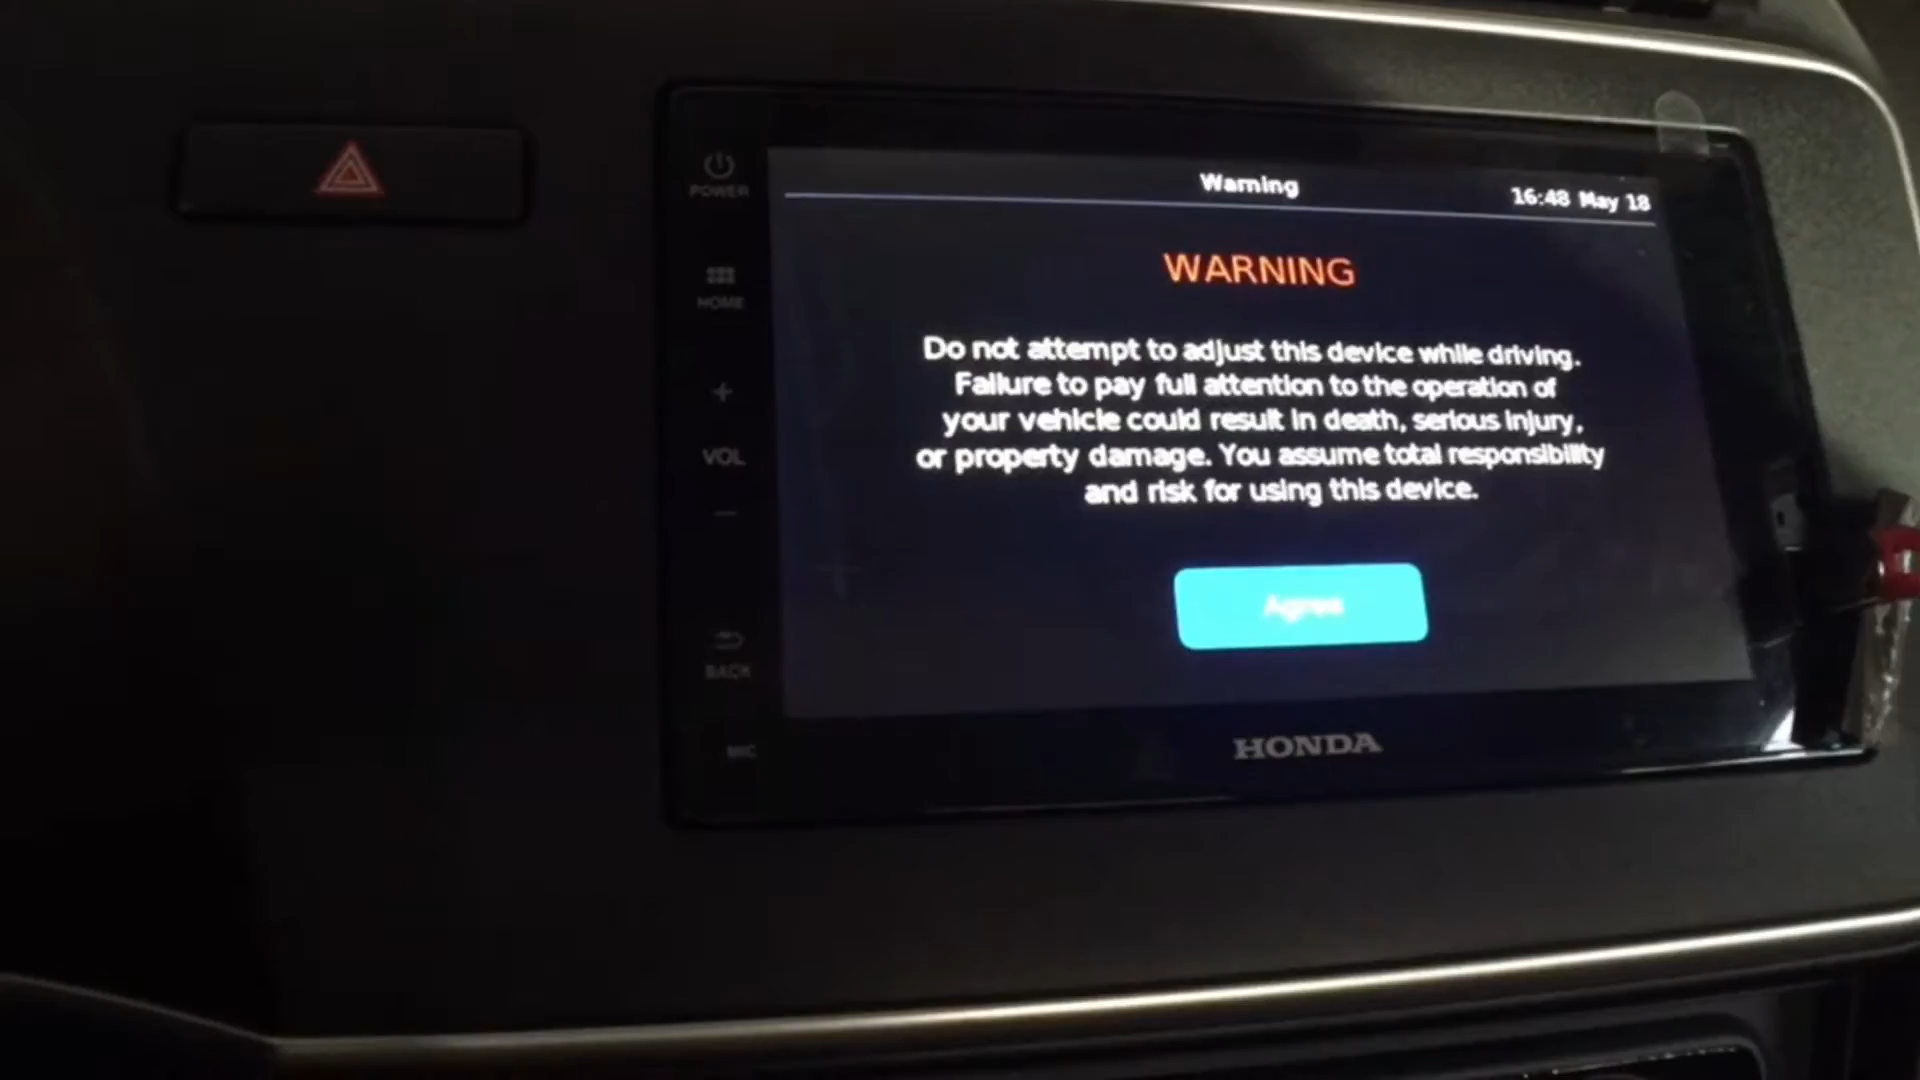 Warning
16:48 May 18
POWER
WARNING
HOME
Do not attempt to adjust this device while driving.
Failure to pay full attention to the operation of
your vehicle could result in death, serious injury,
or property damage. You assume total responsibility
and risk for using this device.
+
VOL
−
Agree
BACK
MIC
HONDA